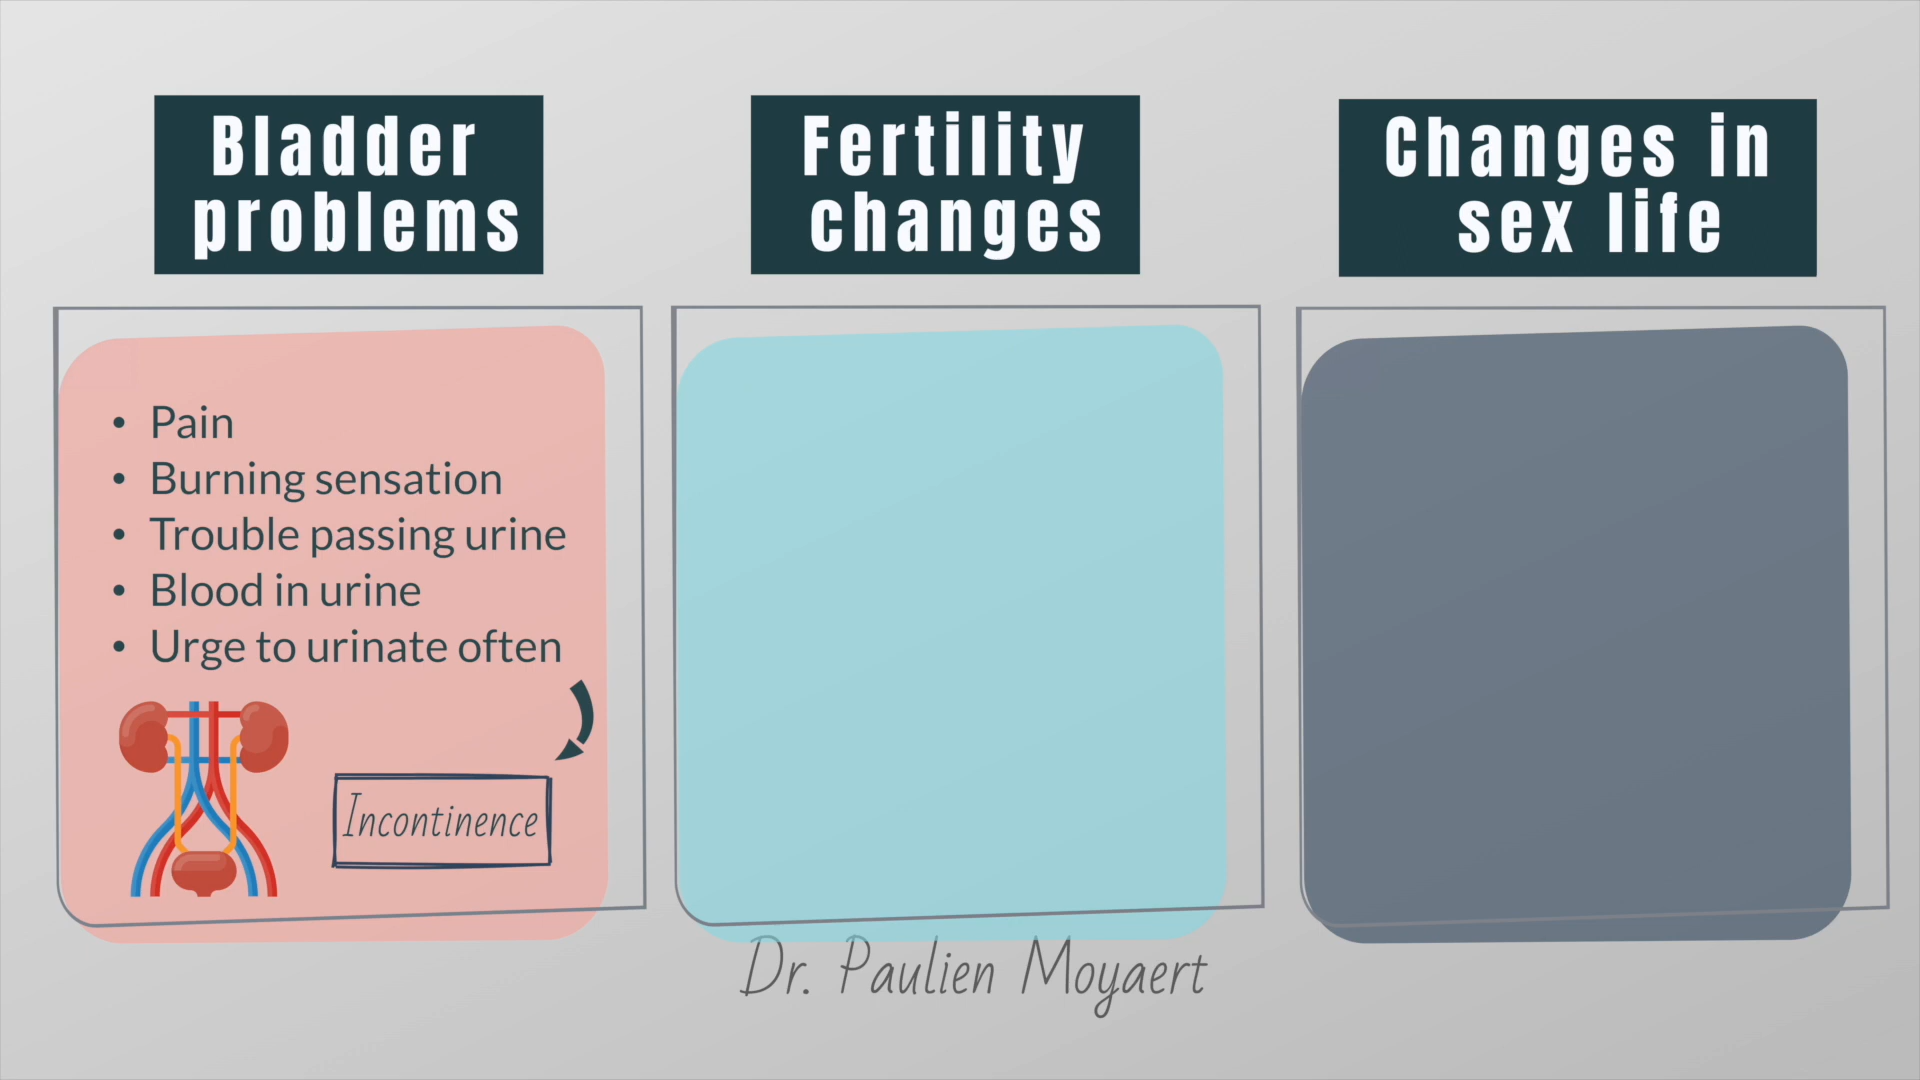 Bladder
problems
Fertility
changes
Changes in
sex life
• Pain
• Burning sensation
• Trouble passing urine
• Blood in urine
• Urge to urinate often
Incontinence
Dr. Paulien Moyaert